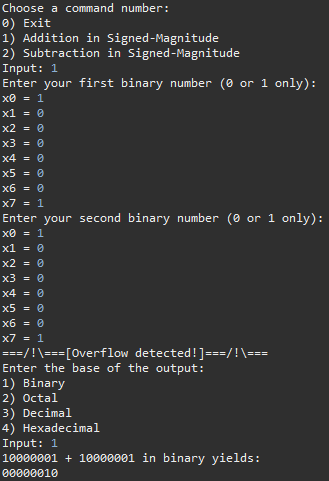 Choose a command number:
0) Exit
1) Addition in Signed-Magnitude
2) Subtraction in Signed-Magnitude
Input: 1
Enter your first binary number (0 or 1 only):
x0 = 1
x1 = 0
x2 = 0
x3 = 0
x4 = 0
x5 = 0
x6 = 0
x7 = 1
Enter your second binary number (0 or 1 only):
x0 = 1
x1 = 0
x2 = 0
x3 = 0
x4 = 0
x5 = 0
x6 = 0
x7 = 1
===/!\===[Overflow detected!]===/!\===
Enter the base of the output:
1) Binary
2) Octal
3) Decimal
4) Hexadecimal
Input: 1
10000001 + 10000001 in binary yields:
00000010